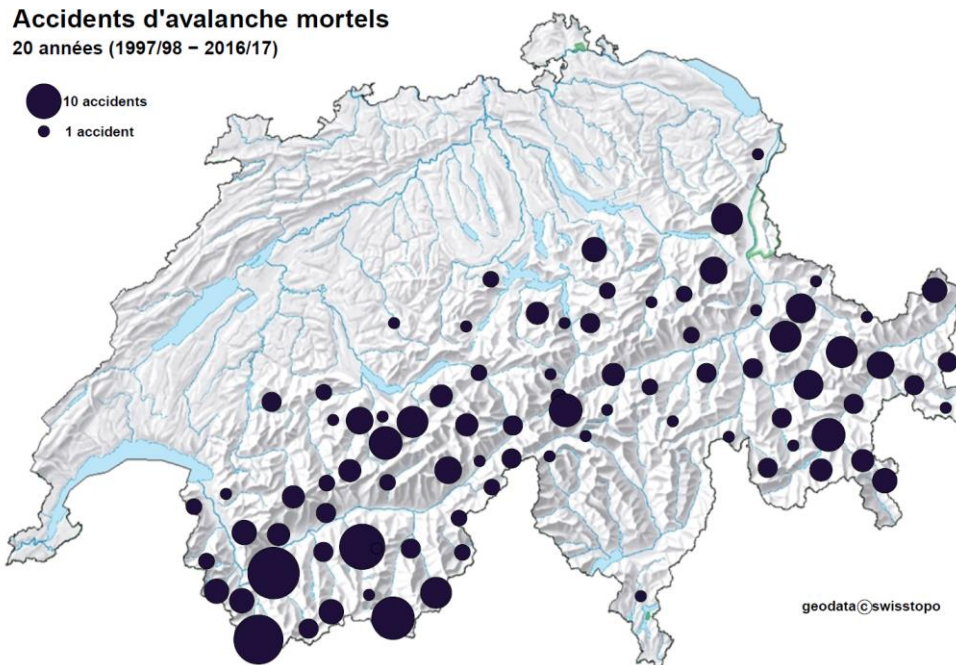 Accidents d'avalanche mortels
20 années (1997/98 – 2016/17)
10 accidents
1 accident
geodata©swisstopo